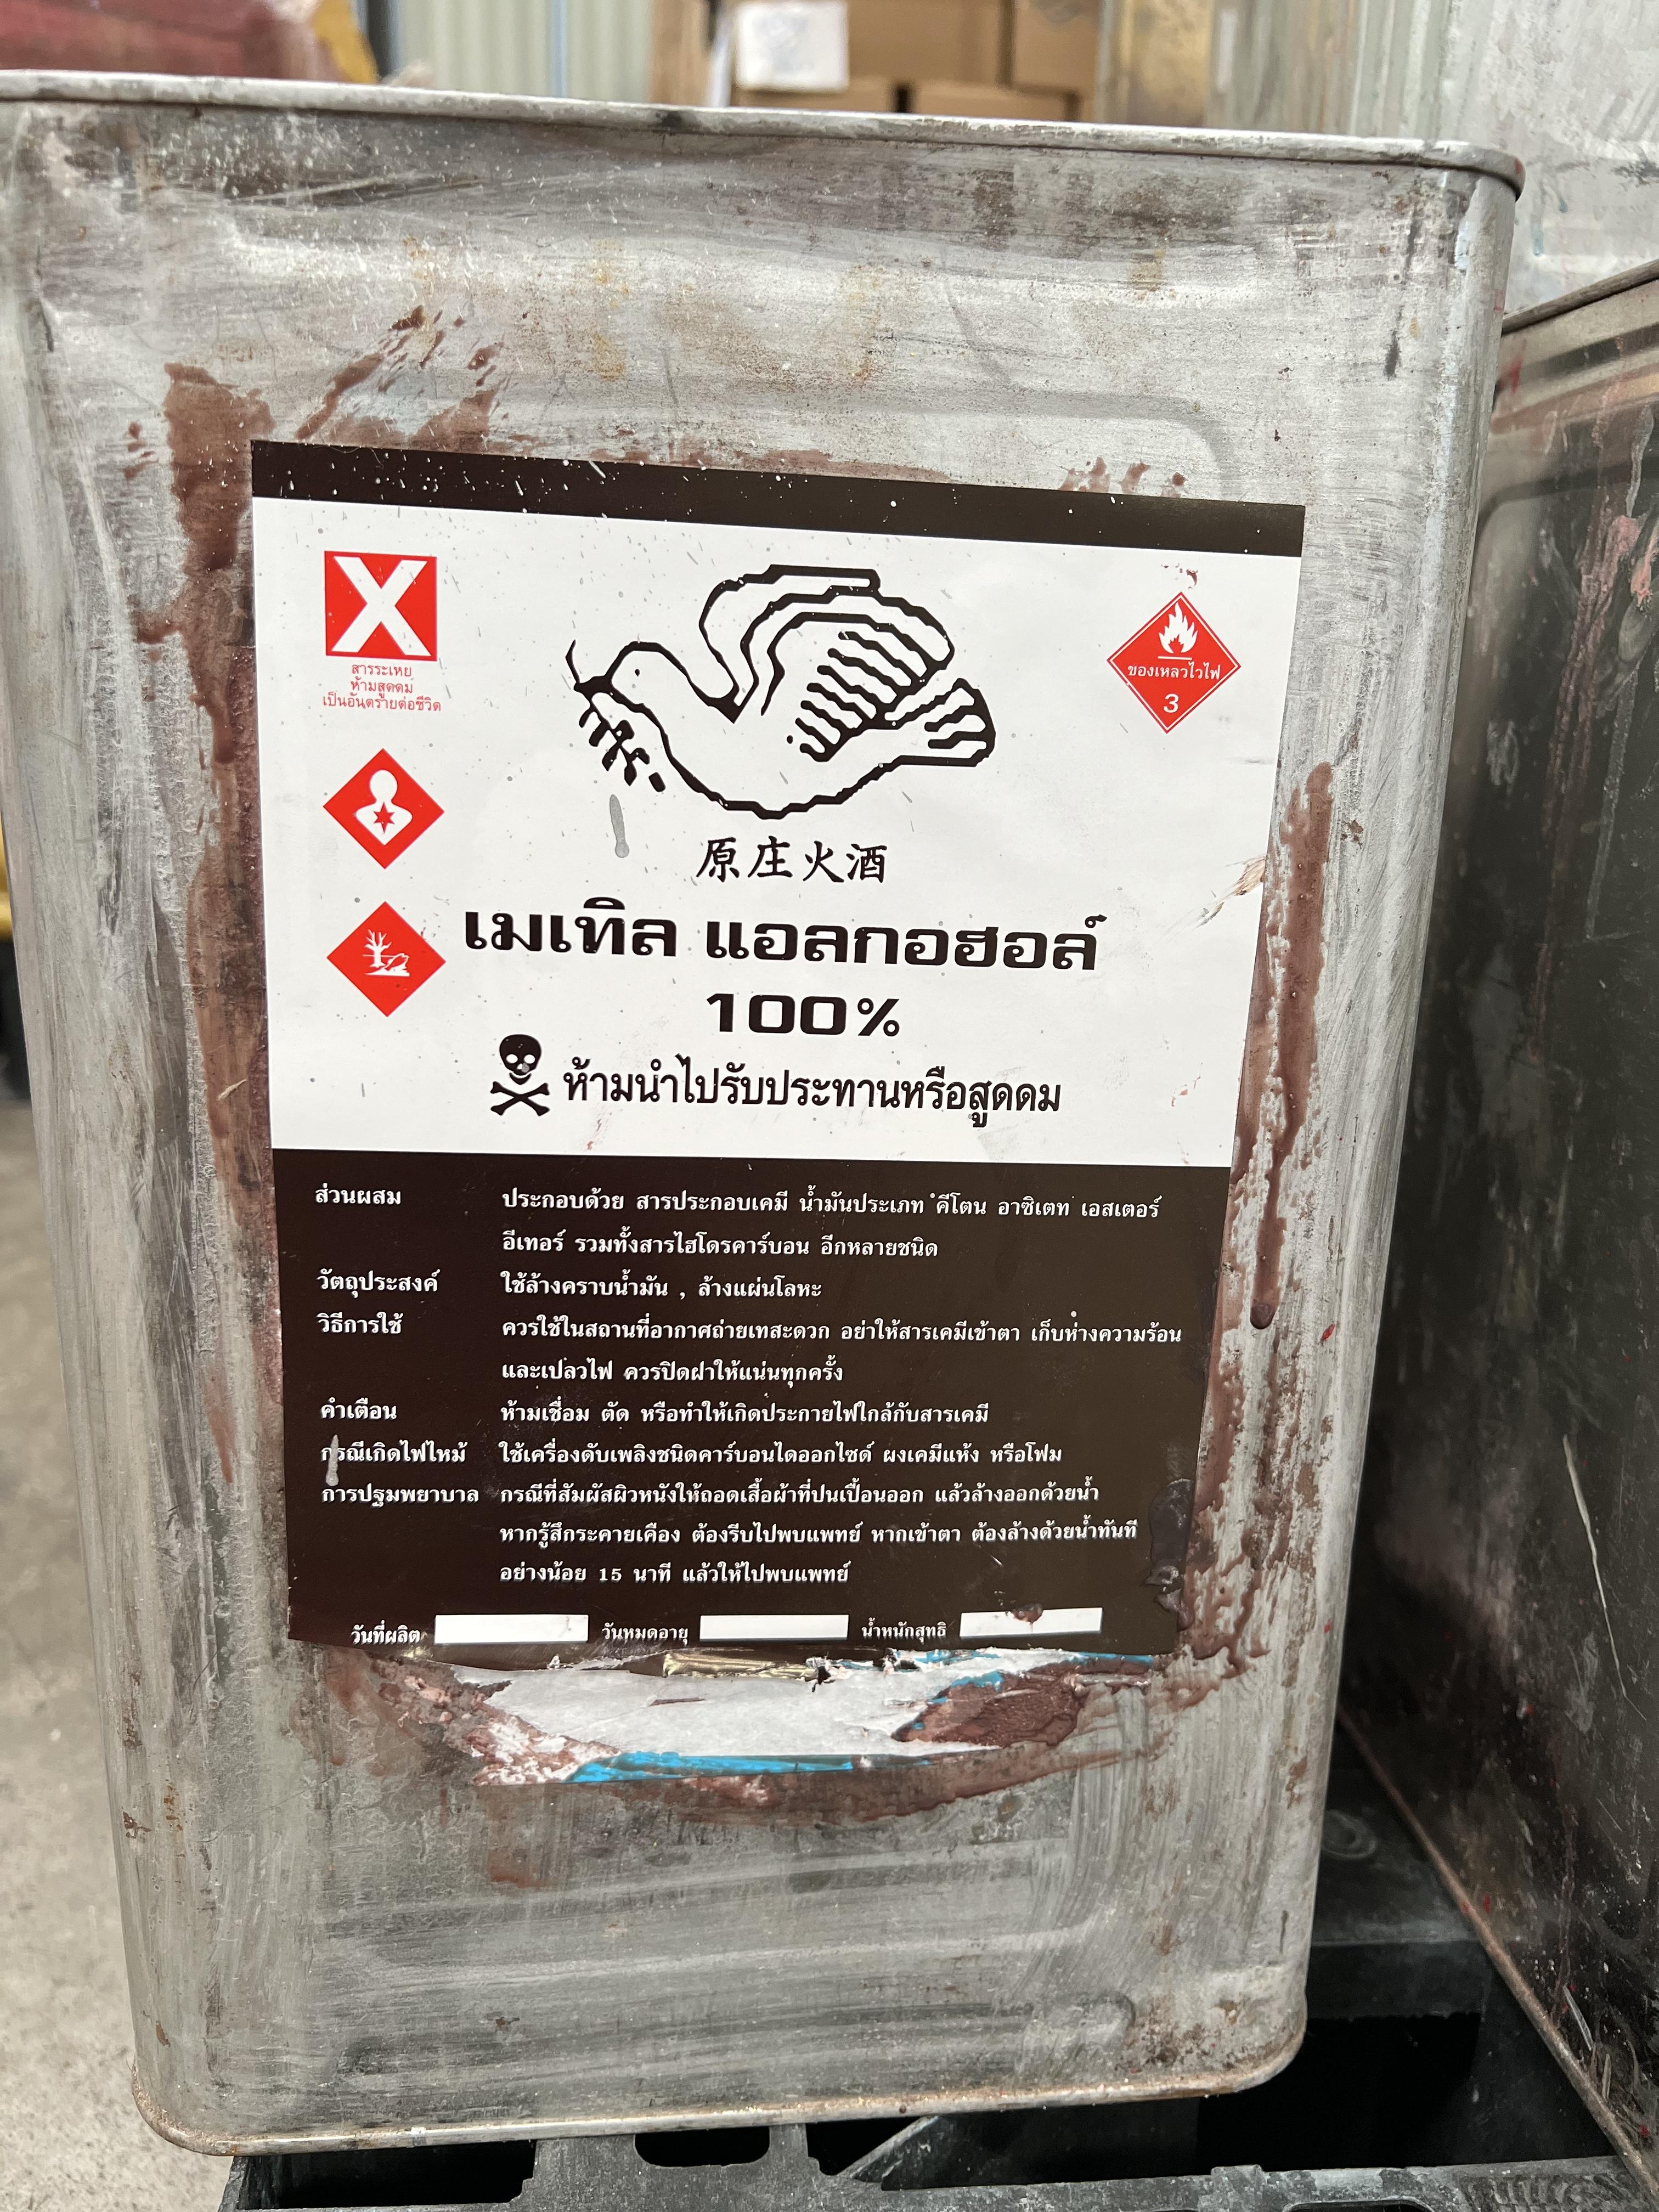 X
สารระเหย
ห้ามสูดดม
เป็นอันตรายต่อชีวิต
ของเหลวไวไฟ
3
原庄火酒
เมเทิล แอลกอฮอล์
100%
ห้ามนำไปรับประทานหรือสูดดม
ส่วนผสม ประกอบด้วย สารประกอบเคมี น้ำมันประเภท คีโตน อาซิเตท เอสเตอร์
อีเทอร์ รวมทั้งสารไฮโดรคาร์บอน อีกหลายชนิด
วัตถุประสงค์ ใช้ล้างคราบน้ำมัน , ล้างแผ่นโลหะ
วิธีการใช้ ควรใช้ในสถานที่อากาศถ่ายเทสะดวก อย่าให้สารเคมีเข้าตา เก็บห่างความร้อน
และเปลวไฟ ควรปิดฝาให้แน่นทุกครั้ง
คำเตือน ห้ามเชื่อม ตัด หรือทำให้เกิดประกายไฟใกล้กับสารเคมี
กรณีเกิดไฟไหม้ ใช้เครื่องดับเพลิงชนิดคาร์บอนไดออกไซด์ ผงเคมีแห้ง หรือโฟม
การปฐมพยาบาล กรณีที่สัมผัสผิวหนังให้ถอดเสื้อผ้าที่ปนเปื้อนออก แล้วล้างออกด้วยน้ำ
หากรู้สึกระคายเคือง ต้องรีบไปพบแพทย์ หากเข้าตา ต้องล้างด้วยน้ำทันที
อย่างน้อย 15 นาที แล้วให้ไปพบแพทย์
วันที่ผลิต วันหมดอายุ น้ำหนักสุทธิ